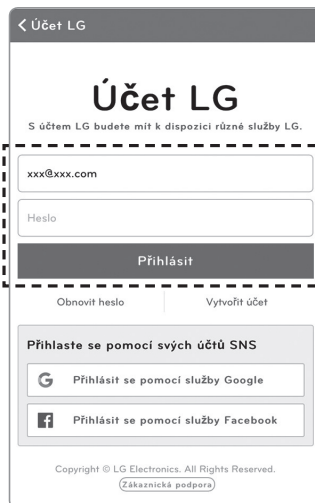 Účet LG
Účet LG
S účtem LG budete mít k dispozici různé služby LG.
xxx@xxx.com
Heslo
Přihlásit
Obnovit heslo
Vytvořit účet
Přihlaste se pomocí svých účtů SNS
G Přihlásit se pomocí služby Google
f Přihlásit se pomocí služby Facebook
Copyright © LG Electronics. All Rights Reserved.
Zákaznická podpora